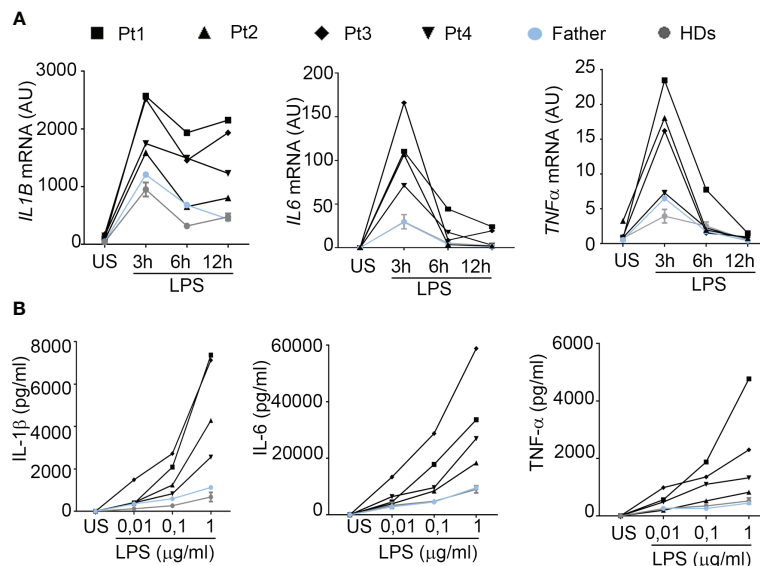 A
Pt1 Pt2 Pt3 Pt4 Father HDs
IL1B mRNA (AU)
3000
2000
1000
0
US 3h 6h 12h
LPS
IL6 mRNA (AU)
200
150
100
50
0
US 3h 6h 12h
LPS
TNFα mRNA (AU)
25
20
15
10
5
0
US 3h 6h 12h
LPS
B
IL-1β (pg/ml)
8000
6000
4000
2000
0
US 0,01 0,1 1
LPS (μg/ml)
IL-6 (pg/ml)
60000
40000
20000
0
US 0,01 0,1 1
LPS (μg/ml)
TNF-α (pg/ml)
6000
4000
2000
0
US 0,01 0,1 1
LPS (μg/ml)